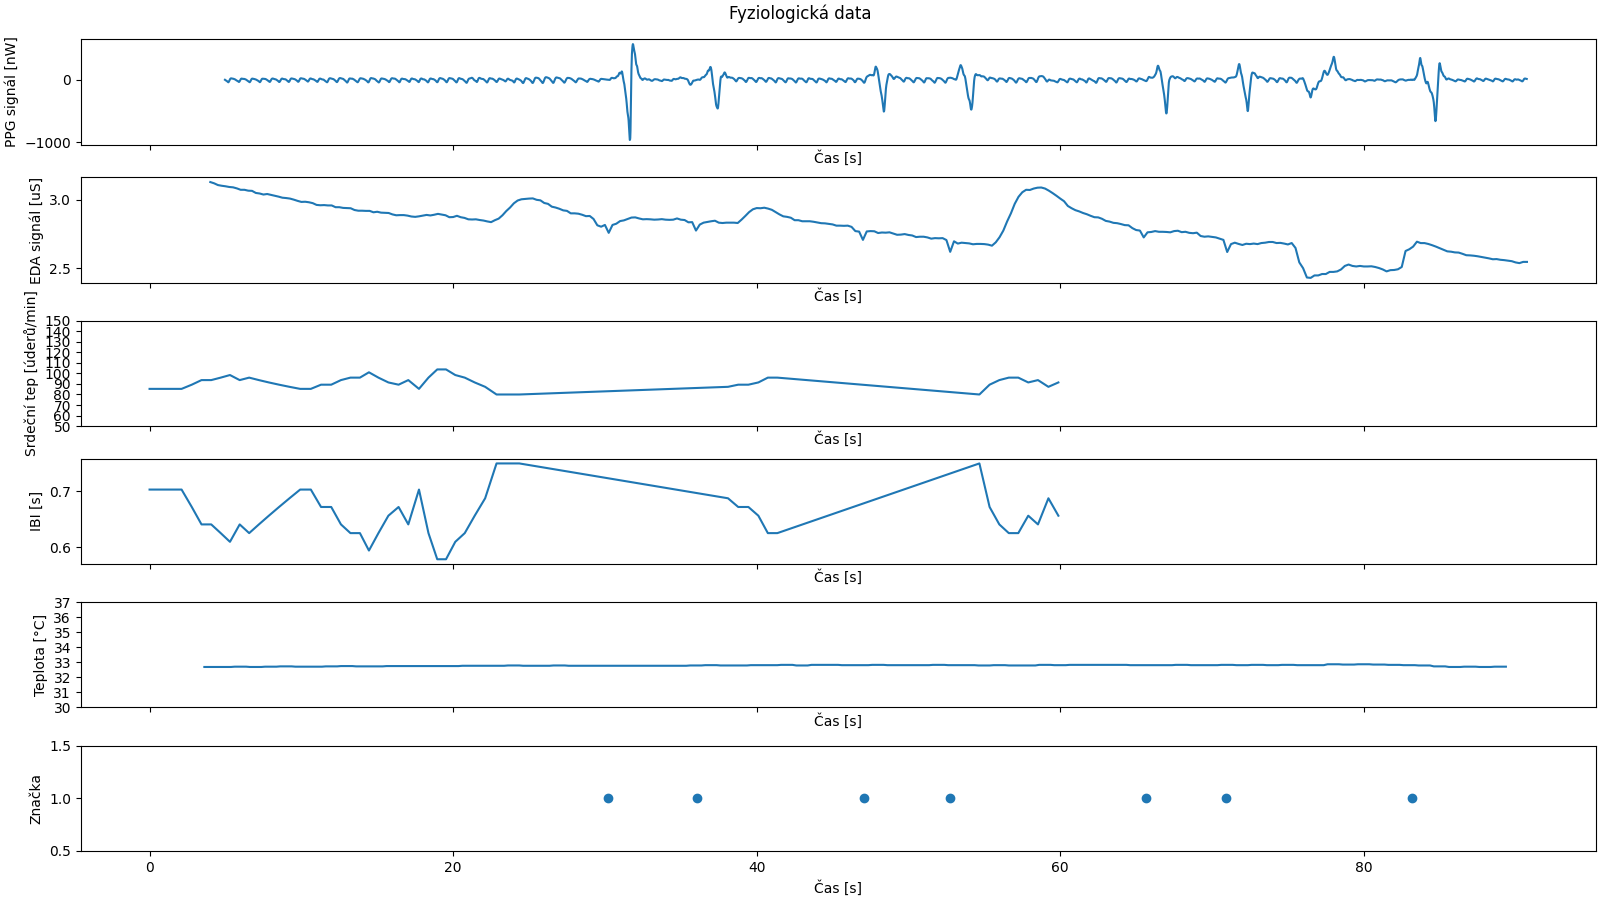 Fyziologická data
PPG signál [nW]
0
−1000
Čas [s]
EDA signál [uS]
3.0
2.5
Čas [s]
Srdeční tep [úderů/min]
150
140
130
120
110
100
90
80
70
60
50
Čas [s]
IBI [s]
0.7
0.6
Čas [s]
Teplota [°C]
37
36
35
34
33
32
31
30
Čas [s]
Značka
1.5
1.0
0.5
0 20 40 60 80
Čas [s]